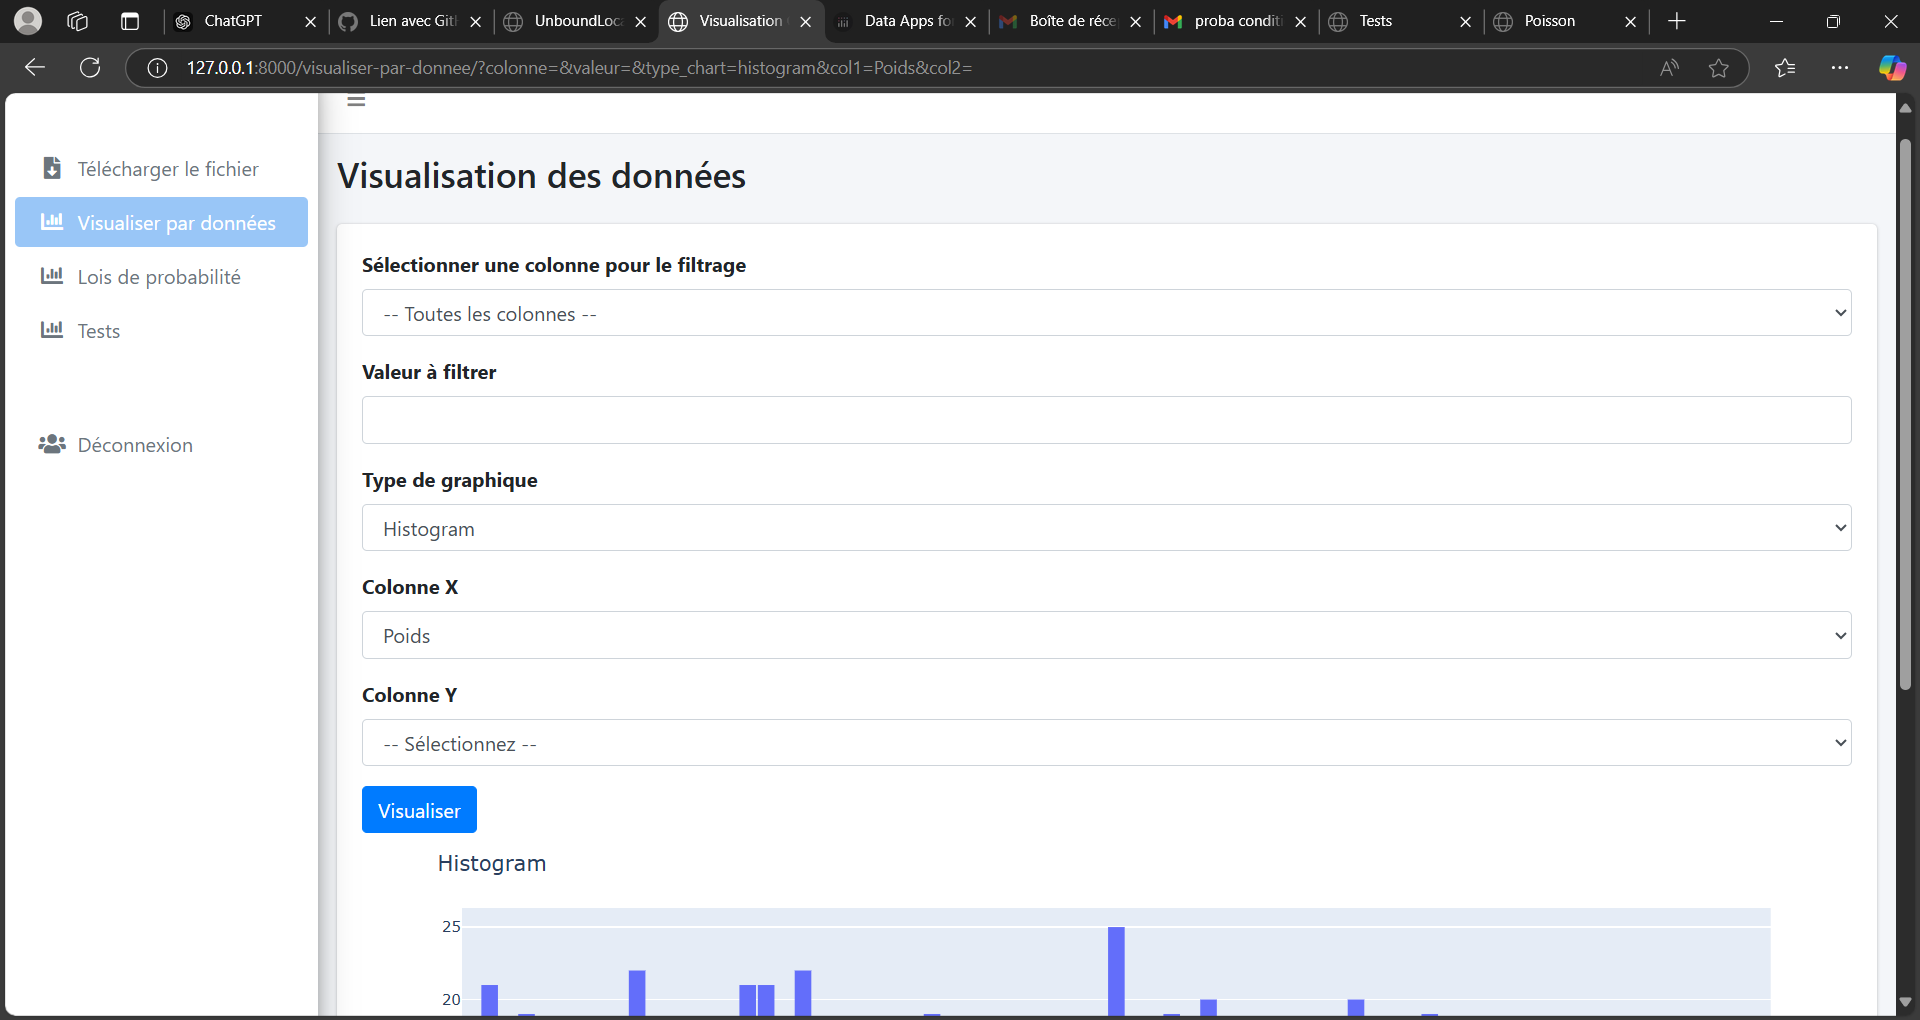 ChatGPT
Lien avec Gitl
UnboundLoca
Visualisation
Data Apps fo
Boîte de réce
proba conditi
Tests
Poisson
127.0.0.1:8000/visualiser-par-donnee/?colonne=&valeur=&type_chart=histogram&col1=Poids&col2=
Télécharger le fichier
Visualiser par données
Lois de probabilité
Tests
Déconnexion
Visualisation des données
Sélectionner une colonne pour le filtrage
-- Toutes les colonnes --
Valeur à filtrer
Type de graphique
Histogram
Colonne X
Poids
Colonne Y
-- Sélectionnez --
Visualiser
Histogram
25
20